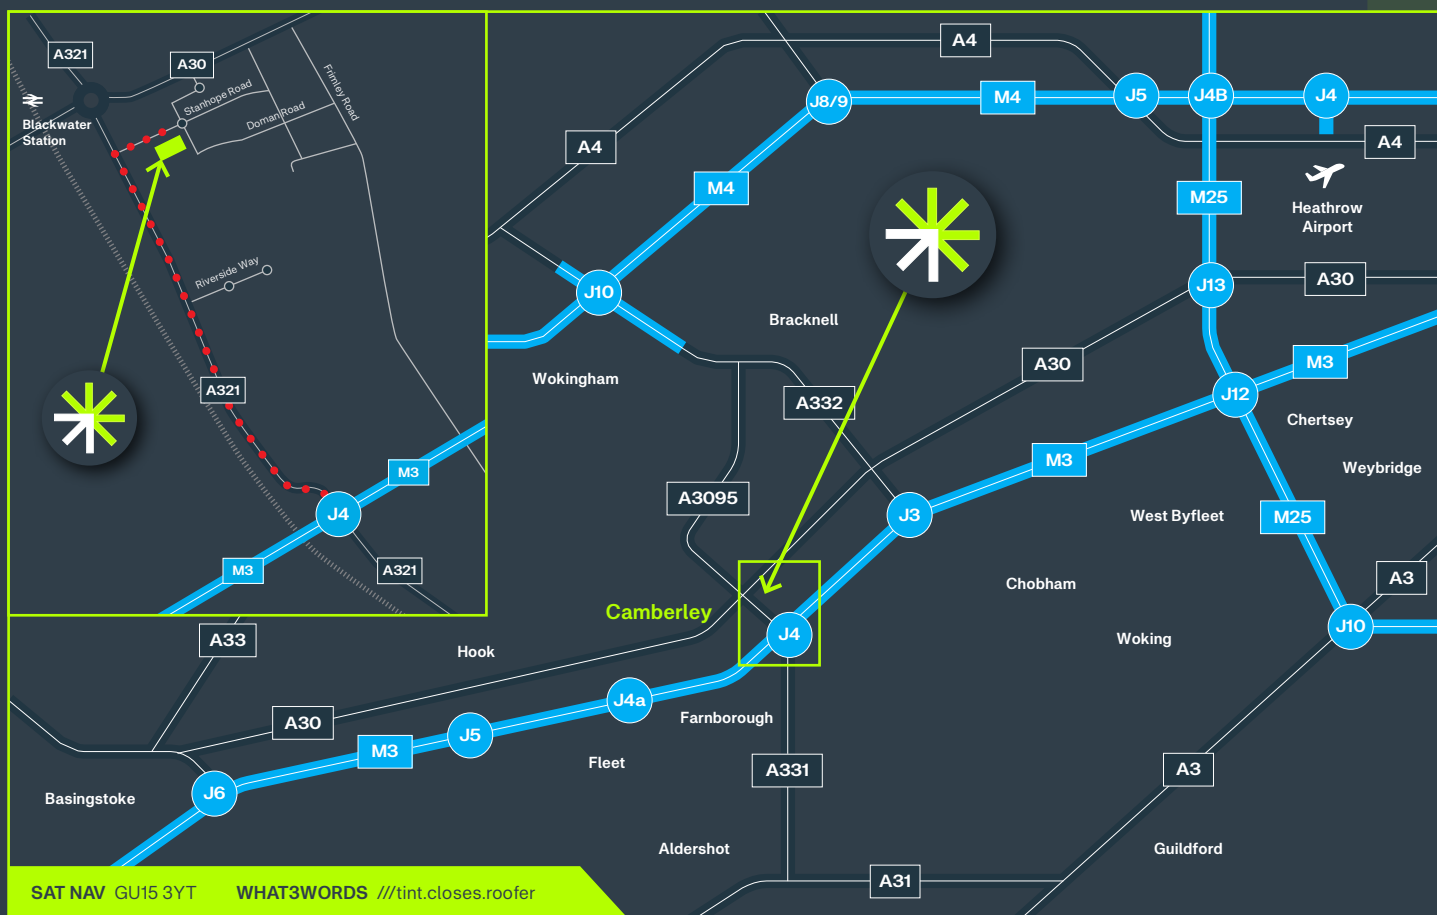 A321
A30
Stanhope Road
Doman Road
Frimley Road
Blackwater
Station
Riverside Way
A321
M3
J4
M3
A321
A4
M4
J8/9
J5
J4B
J4
A4
A4
M4
M25
Heathrow
Airport
J10
J13
A30
Bracknell
Wokingham
A30
M3
A332
J12
Chertsey
M3
Weybridge
A3095
J3
West Byfleet
M25
Chobham
A3
Camberley
J4
J10
Woking
A33
Hook
J4a
Farnborough
A30
J5
M3
Fleet
A331
A3
J6
Basingstoke
Aldershot
Guildford
A31
SAT NAV GU15 3YT WHAT3WORDS ///tint.closes.roofer